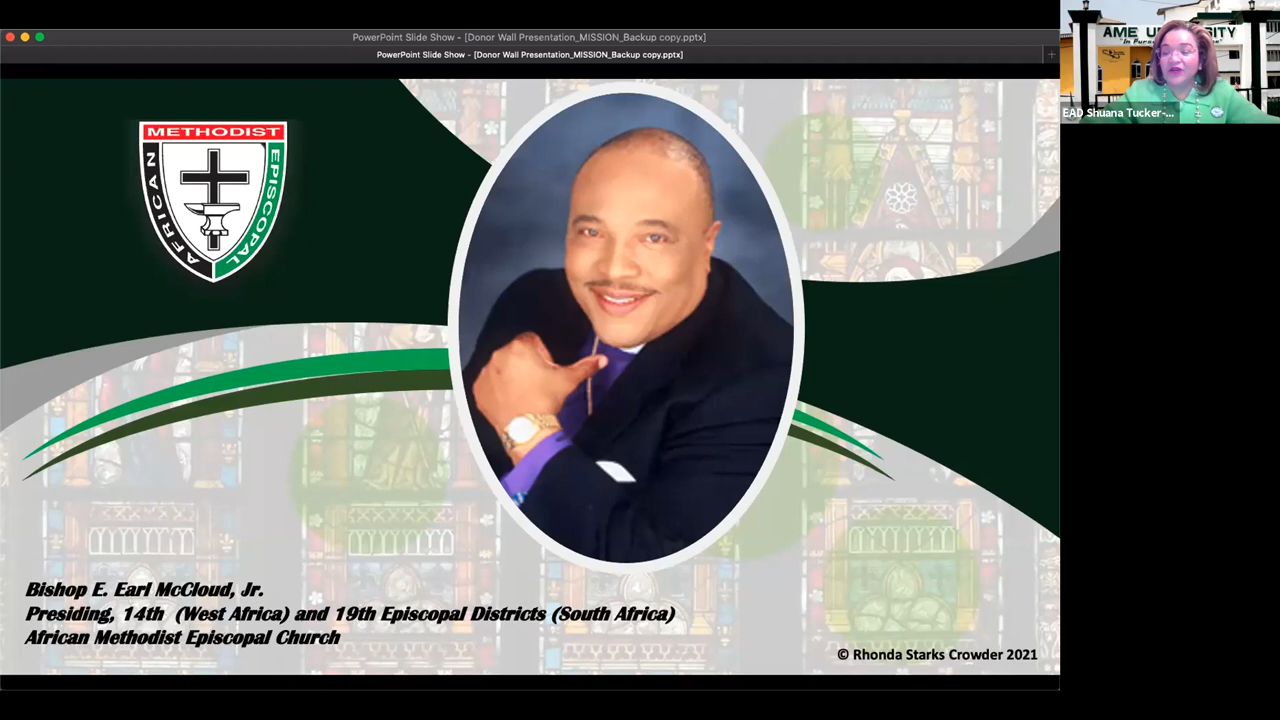 PowerPoint Slide Show - [Donor Wall Presentation_MISSION_Backup copy.pptx]
PowerPoint Slide Show - [Donor Wall Presentation_MISSION_Backup copy.pptx]
AME UNIVERSITY
EAD Shuana Tucker-...
METHODIST
AFRICAN
EPISCOPAL
Bishop E. Earl McCloud, Jr.
Presiding, 14th (West Africa) and 19th Episcopal Districts (South Africa)
African Methodist Episcopal Church
© Rhonda Starks Crowder 2021